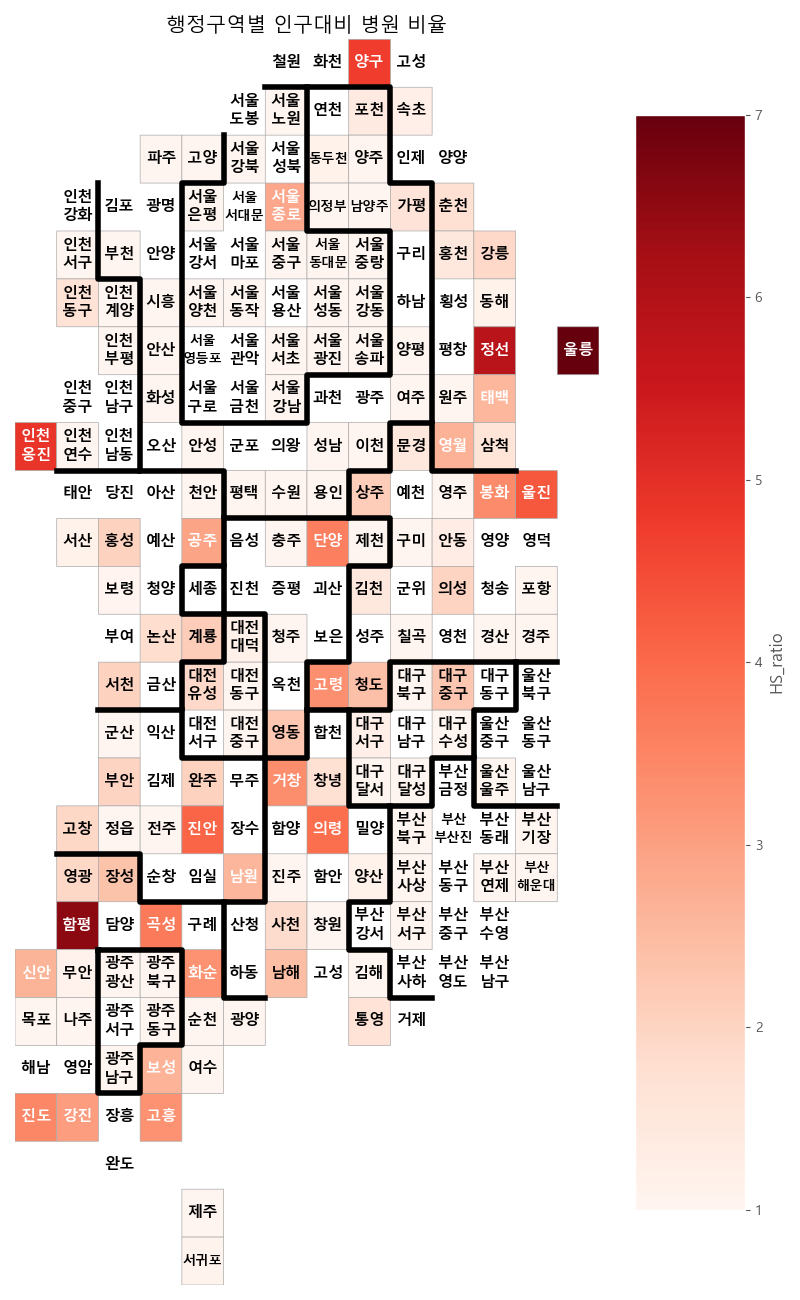 행정구역별 인구대비 병원 비율
철원 화천 양구 고성
서울 서울 연천 포천 속초
도봉 노원
파주 고양 서울 서울 동두천 양주 인제 양양
강북 성북
인천 김포 광명 서울 서울 서울 의정부 남양주 가평 춘천
강화 은평 서대문 종로
인천 부천 안양 서울 서울 서울 서울 서울 구리 홍천 강릉
서구 강서 마포 중구 동대문 중랑
인천 인천 시흥 서울 서울 서울 서울 서울 하남 횡성 동해
동구 계양 양천 동작 용산 성동 강동
인천 안산 서울 서울 서울 서울 서울 양평 평창 정선 울릉
부평 영등포 관악 서초 광진 송파
인천 인천 화성 서울 서울 서울 과천 광주 여주 원주 태백
중구 남구 구로 금천 강남
인천 인천 인천 오산 안성 군포 의왕 성남 이천 문경 영월 삼척
옹진 연수 남동
태안 당진 아산 천안 평택 수원 용인 상주 예천 영주 봉화 울진
서산 홍성 예산 공주 음성 충주 단양 제천 구미 안동 영양 영덕
보령 청양 세종 진천 증평 괴산 김천 군위 의성 청송 포항
부여 논산 계룡 대전 청주 보은 성주 칠곡 영천 경산 경주
대덕
서천 금산 대전 대전 옥천 고령 청도 대구 대구 대구 울산
유성 동구 북구 중구 동구 북구
군산 익산 대전 대전 영동 합천 대구 대구 대구 울산 울산
서구 중구 서구 남구 수성 중구 동구
부안 김제 완주 무주 거창 창녕 대구 대구 부산 울산 울산
달서 달성 금정 울주 남구
고창 정읍 전주 진안 장수 함양 의령 밀양 부산 부산 부산 부산
북구 부산진 동래 기장
영광 장성 순창 임실 남원 진주 함안 양산 부산 부산 부산 부산
사상 동구 연제 해운대
함평 담양 곡성 구례 산청 사천 창원 부산 부산 부산 부산
강서 서구 중구 수영
신안 무안 광주 광주 화순 하동 남해 고성 김해 부산 부산 부산
광산 북구 사하 영도 남구
목포 나주 광주 광주 순천 광양 통영 거제
서구 동구
해남 영암 광주 보성 여수
남구
진도 강진 장흥 고흥
완도
제주
서귀포
7
6
5
4
3
2
1
HS_ratio